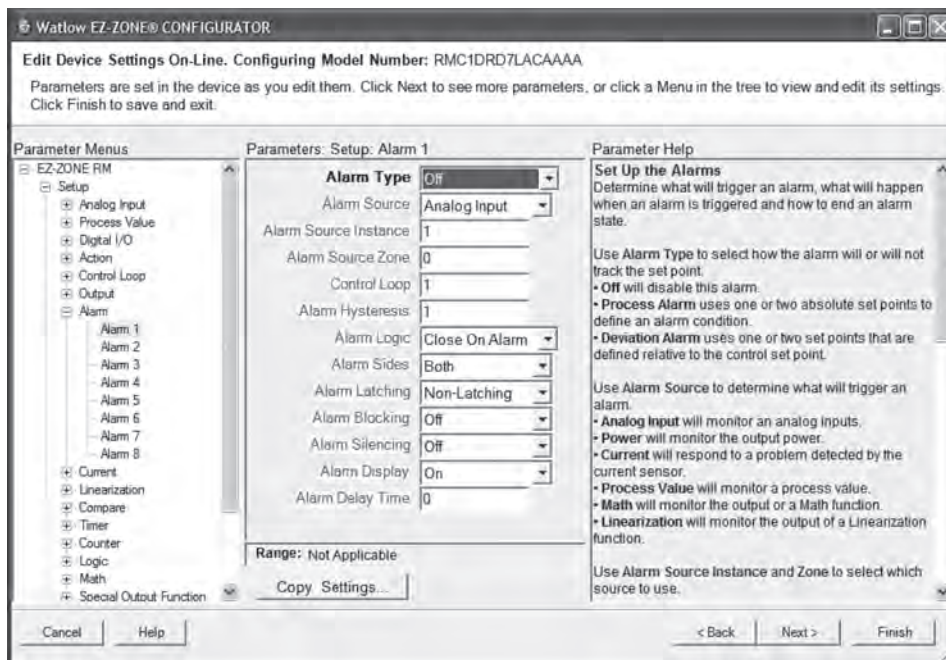 Watlow EZ-ZONE® CONFIGURATOR
Edit Device Settings On-Line. Configuring Model Number: RMC1DRD7LACAAAA
Parameters are set in the device as you edit them. Click Next to see more parameters, or click a Menu in the tree to view and edit its settings.
Click Finish to save and exit.
Parameter Menus
EZ-ZONE RM
Setup
Analog Input
Process Value
Digital I/O
Action
Control Loop
Output
Alarm
Alarm 1
Alarm 2
Alarm 3
Alarm 4
Alarm 5
Alarm 6
Alarm 7
Alarm 8
Current
Linearization
Compare
Timer
Counter
Logic
Math
Special Output Function
Parameters: Setup: Alarm 1
Alarm Type Off
Alarm Source Analog Input
Alarm Source Instance 1
Alarm Source Zone 0
Control Loop 1
Alarm Hysteresis 1
Alarm Logic Close On Alarm
Alarm Sides Both
Alarm Latching Non-Latching
Alarm Blocking Off
Alarm Silencing Off
Alarm Display On
Alarm Delay Time 0
Range: Not Applicable
Copy Settings...
Parameter Help
Set Up the Alarms
Determine what will trigger an alarm, what will happen
when an alarm is triggered and how to end an alarm
state.
Use Alarm Type to select how the alarm will or will not
track the set point.
• Off will disable this alarm.
• Process Alarm uses one or two absolute set points to
define an alarm condition.
• Deviation Alarm uses one or two set points that are
defined relative to the control set point.
Use Alarm Source to determine what will trigger an
alarm.
• Analog Input will monitor an analog inputs.
• Power will monitor the output power.
• Current will respond to a problem detected by the
current sensor.
• Process Value will monitor a process value.
• Math will monitor the output or a Math function.
• Linearization will monitor the output of a Linearization
function.
Use Alarm Source Instance and Zone to select which
source to use.
Cancel
Help
< Back
Next >
Finish